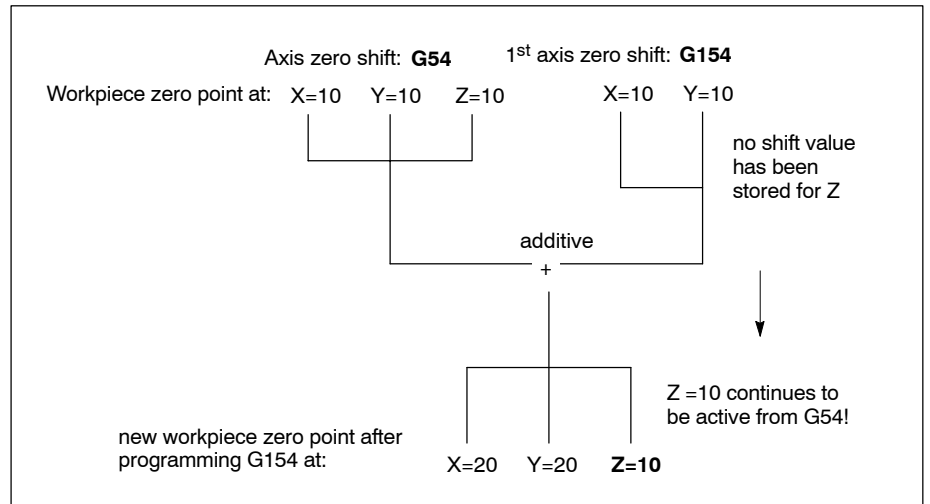 Axis zero shift: G54
1st axis zero shift: G154
Workpiece zero point at: X=10 Y=10 Z=10
X=10 Y=10
no shift value
has been
stored for Z
additive
+
Z =10 continues to
be active from G54!
new workpiece zero point after
programming G154 at:
X=20 Y=20 Z=10